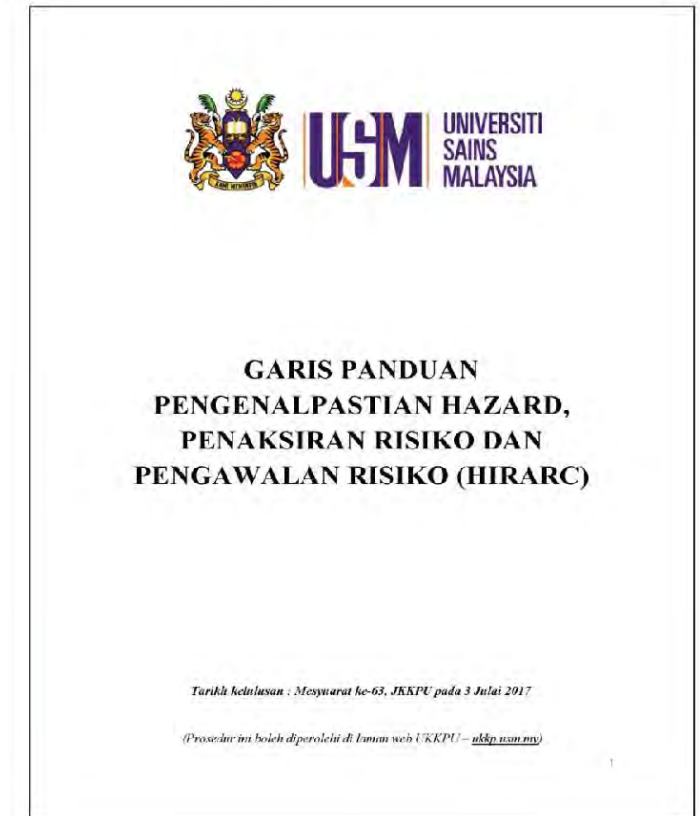 USM
UNIVERSITI
SAINS
MALAYSIA
GARIS PANDUAN
PENGENALPASTIAN HAZARD,
PENAKSIRAN RISIKO DAN
PENGAWALAN RISIKO (HIRARC)
Tarikh kelulusan : Mesyuarat ke-63, JKKPU pada 3 Julai 2017
(Prosedur ini boleh diperolehi di laman web UKKPU – ukkp.usm.my)
1